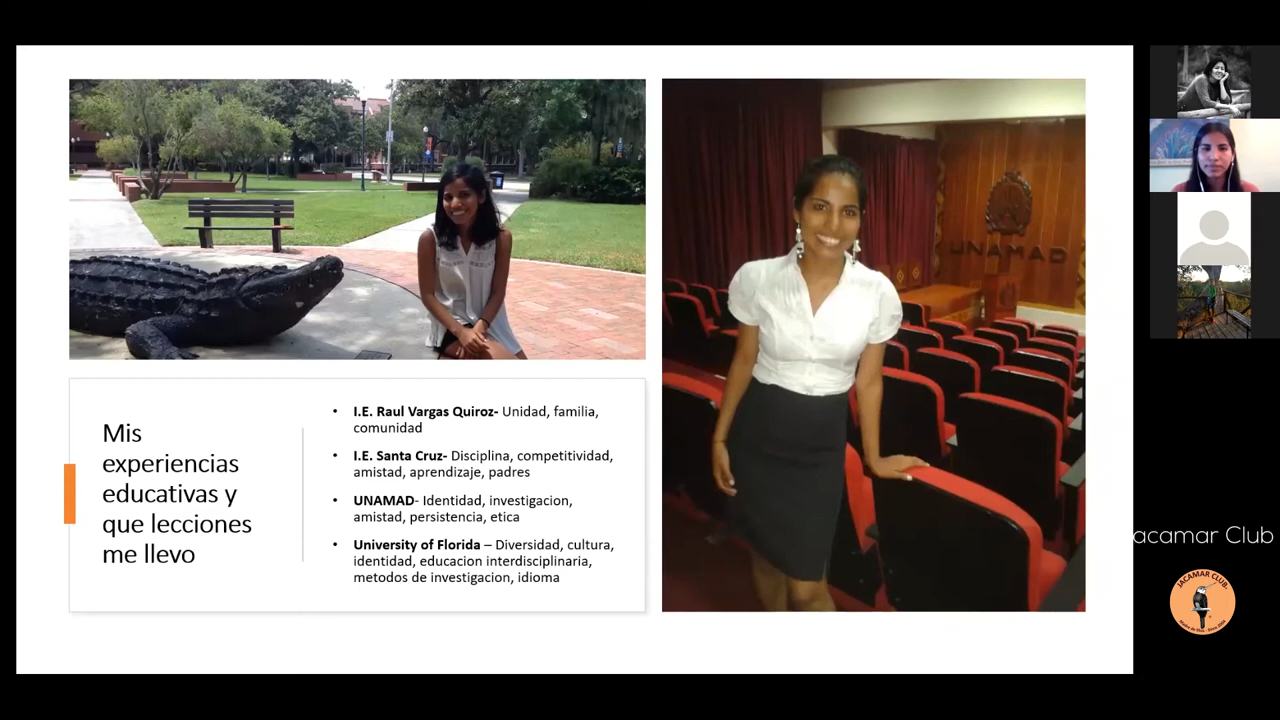 UNAMAD
Mis
experiencias
educativas y
que lecciones
me llevo
• I.E. Raul Vargas Quiroz- Unidad, familia,
comunidad
• I.E. Santa Cruz- Disciplina, competitividad,
amistad, aprendizaje, padres
• UNAMAD- Identidad, investigacion,
amistad, persistencia, etica
• University of Florida – Diversidad, cultura,
identidad, educacion interdisciplinaria,
metodos de investigacion, idioma
acamar Club
JACAMAR CLUB